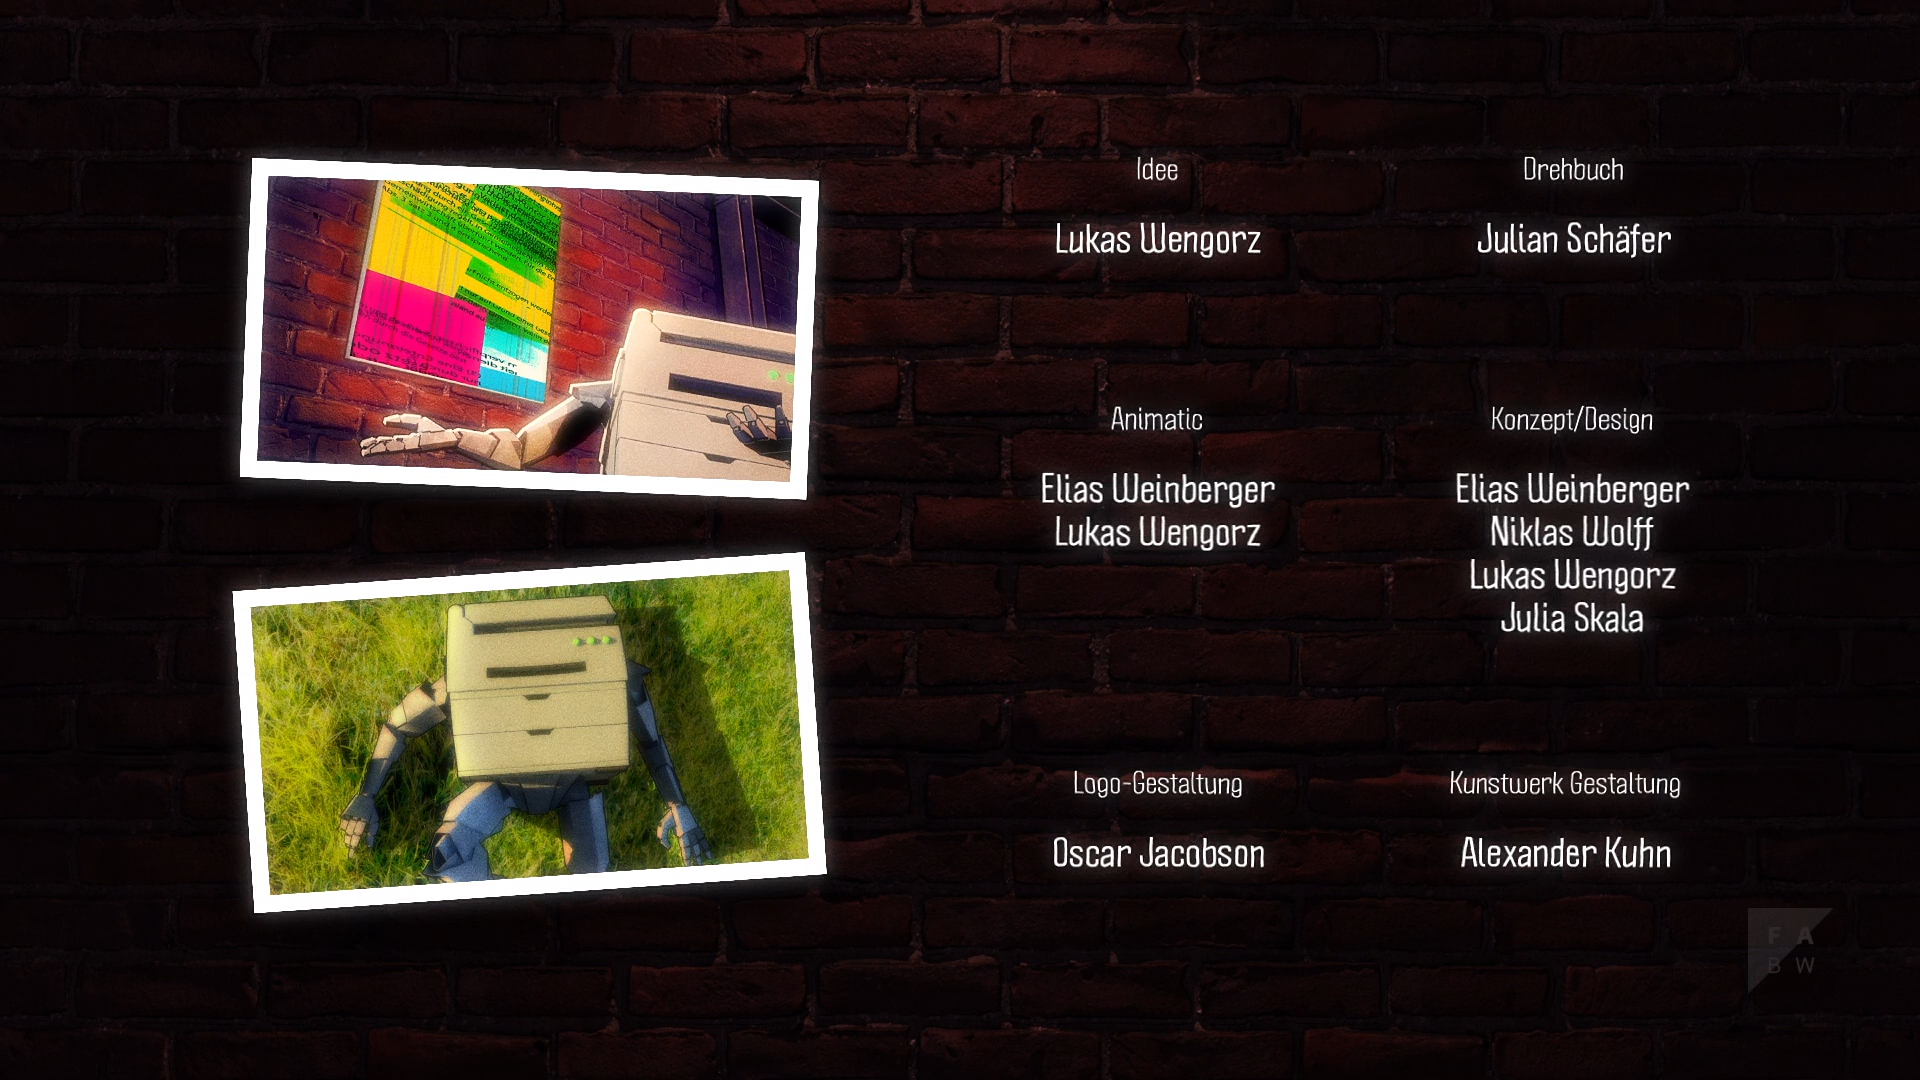 Idee
Lukas Wengorz
Drehbuch
Julian Schäfer
Animatic
Elias Weinberger
Lukas Wengorz
Konzept/Design
Elias Weinberger
Niklas Wolff
Lukas Wengorz
Julia Skala
Logo-Gestaltung
Oscar Jacobson
Kunstwerk Gestaltung
Alexander Kuhn
F A
B W